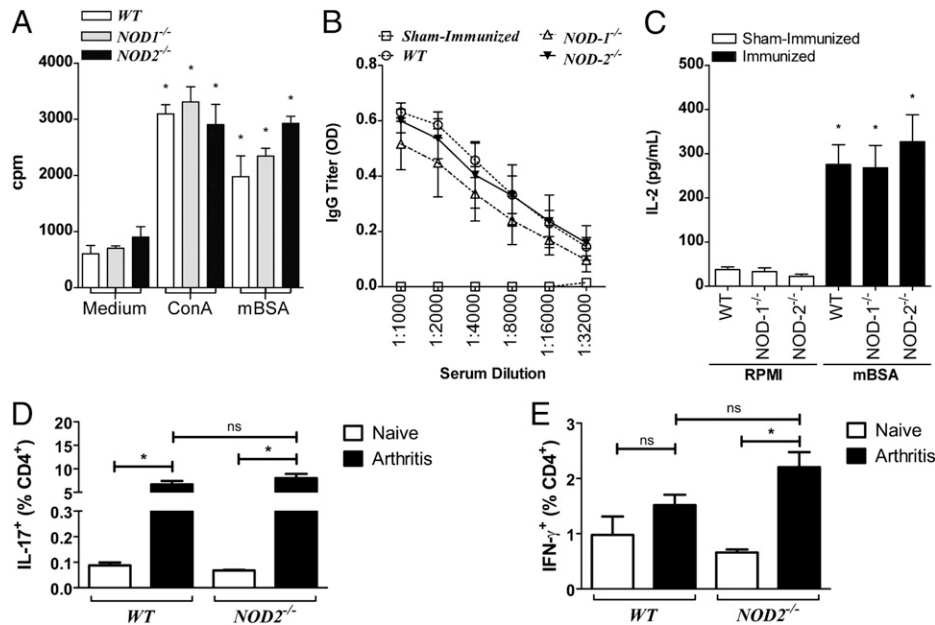 A
WT
NOD1-/-
NOD2-/-
cpm
4000
3000
2000
1000
0
* * * * * *
Medium ConA mBSA
B
Sham-Immunized NOD-1-/-
WT NOD-2-/-
IgG Titer (OD)
0.8
0.6
0.4
0.2
0.0
1:1000
1:2000
1:4000
1:8000
1:16000
1:32000
Serum Dilution
C
Sham-Immunized
Immunized
IL-2 (pg/mL)
500
400
300
200
100
0
* * *
WT
NOD-1-/-
NOD-2-/-
WT
NOD-1-/-
NOD-2-/-
RPMI mBSA
D
Naive
Arthritis
IL-17+ (% CD4+)
20
15
10
5
0.3
0.2
0.1
0.0
ns
* *
WT NOD2-/-
E
Naive
Arthritis
IFN-γ+ (% CD4+)
3
2
1
0
ns
ns *
WT NOD2-/-